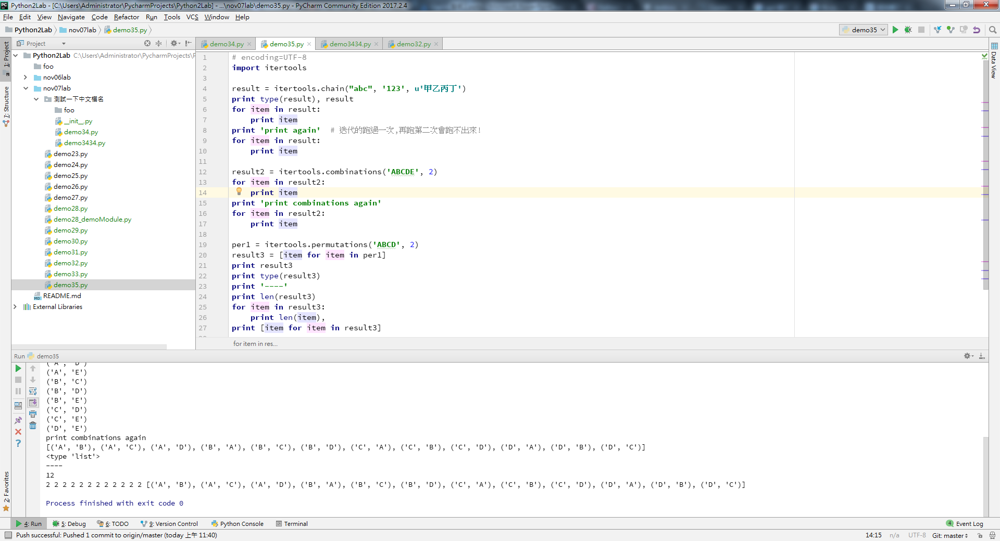 Python2Lab - [C:\Users\Administrator\PycharmProjects\Python2Lab] - ...\nov07lab\demo35.py - PyCharm Community Edition 2017.2.4
File Edit View Navigate Code Refactor Run Tools VCS Window Help
Python2Lab nov07lab demo35.py
demo35
Project
demo34.py demo35.py demo3434.py demo32.py
1: Project
7: Structure
2: Favorites
Data View
Python2Lab C:\Users\Administrator\PycharmProjects\P
foo
nov06lab
nov07lab
測試一下中文檔名
foo
__init__.py
demo34.py
demo3434.py
demo23.py
demo24.py
demo25.py
demo26.py
demo27.py
demo28.py
demo28_demoModule.py
demo29.py
demo30.py
demo31.py
demo32.py
demo33.py
demo35.py
README.md
External Libraries
1 # encoding=UTF-8
2 import itertools
3
4 result = itertools.chain("abc", '123', u'甲乙丙丁')
5 print type(result), result
6 for item in result:
7     print item
8 print 'print again'  # 迭代的跑過一次,再跑第二次會跑不出來!
9 for item in result:
10     print item
11
12 result2 = itertools.combinations('ABCDE', 2)
13 for item in result2:
14     print item
15 print 'print combinations again'
16 for item in result2:
17     print item
18
19 per1 = itertools.permutations('ABCD', 2)
20 result3 = [item for item in per1]
21 print result3
22 print type(result3)
23 print '----'
24 print len(result3)
25 for item in result3:
26     print len(item),
27 print [item for item in result3]
for item in res...
Run demo35
('A', 'D')
('A', 'E')
('B', 'C')
('B', 'D')
('B', 'E')
('C', 'D')
('C', 'E')
('D', 'E')
print combinations again
[('A', 'B'), ('A', 'C'), ('A', 'D'), ('B', 'A'), ('B', 'C'), ('B', 'D'), ('C', 'A'), ('C', 'B'), ('C', 'D'), ('D', 'A'), ('D', 'B'), ('D', 'C')]
<type 'list'>
----
12
2 2 2 2 2 2 2 2 2 2 2 2 [('A', 'B'), ('A', 'C'), ('A', 'D'), ('B', 'A'), ('B', 'C'), ('B', 'D'), ('C', 'A'), ('C', 'B'), ('C', 'D'), ('D', 'A'), ('D', 'B'), ('D', 'C')]
Process finished with exit code 0
4: Run 5: Debug 6: TODO 9: Version Control Python Console Terminal 4 Event Log
Push successful: Pushed 1 commit to origin/master (today 上午 11:40) 14:15 n/a UTF-8 Git: master